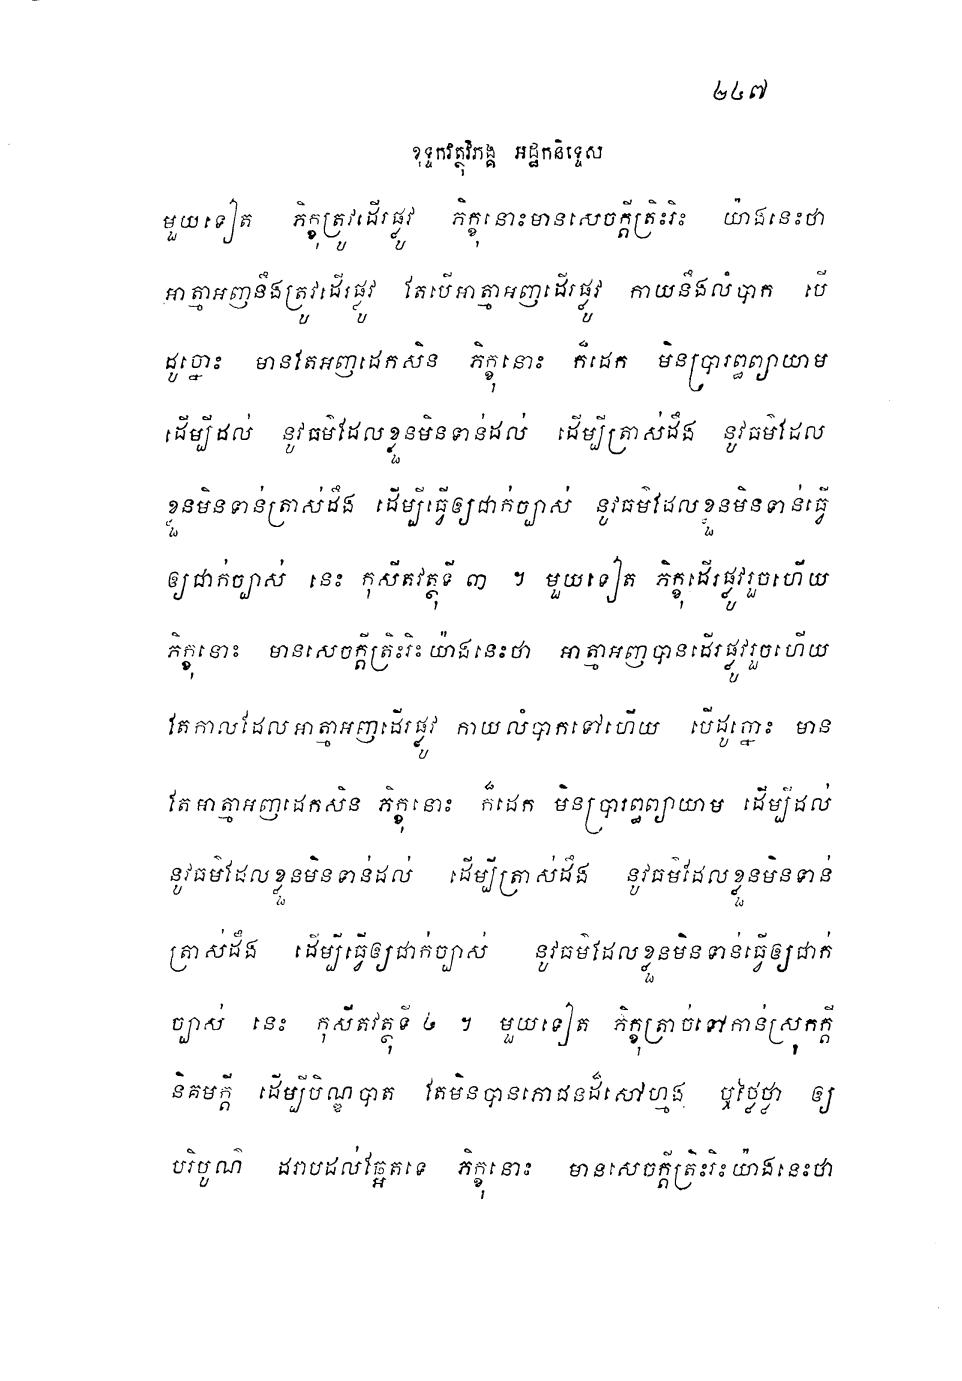 ២៤៧
ខុទ្ទកវត្ថុវិភង្គ អដ្ឋកនិទ្ទេស
មួយទៀត ភិក្ខុត្រូវដើរផ្លូវ ភិក្ខុនោះមានសេចក្តីត្រិះរិះ យ៉ាងនេះថា
អាត្មាអញនឹងត្រូវដើរផ្លូវ តែបើអាត្មាអញដើរផ្លូវ កាយនឹងលំបាក បើ
ដូច្នោះ មានតែអញដេកសិន ភិក្ខុនោះ ក៏ដេក មិនប្រារព្ធព្យាយាម
ដើម្បីដល់ នូវធម៌ដែលខ្លួនមិនទាន់ដល់ ដើម្បីត្រាស់ដឹង នូវធម៌ដែល
ខ្លួនមិនទាន់ត្រាស់ដឹង ដើម្បីធ្វើឲ្យជាក់ច្បាស់ នូវធម៌ដែលខ្លួនមិនទាន់ធ្វើ
ឲ្យជាក់ច្បាស់ នេះ កុសីតវត្ថុទី ៣ ។ មួយទៀត ភិក្ខុដើរផ្លូវរួចហើយ
ភិក្ខុនោះ មានសេចក្តីត្រិះរិះយ៉ាងនេះថា អាត្មាអញបានដើរផ្លូវរួចហើយ
តែកាលដែលអាត្មាអញដើរផ្លូវ កាយលំបាកទៅហើយ បើដូច្នោះ មាន
តែអាត្មាអញដេកសិន ភិក្ខុនោះ ក៏ដេក មិនប្រារព្ធព្យាយាម ដើម្បីដល់
នូវធម៌ដែលខ្លួនមិនទាន់ដល់ ដើម្បីត្រាស់ដឹង នូវធម៌ដែលខ្លួនមិនទាន់
ត្រាស់ដឹង ដើម្បីធ្វើឲ្យជាក់ច្បាស់ នូវធម៌ដែលខ្លួនមិនទាន់ធ្វើឲ្យជាក់
ច្បាស់ នេះ កុសីតវត្ថុទី ៤ ។ មួយទៀត ភិក្ខុត្រាច់ទៅកាន់ស្រុកក្តី
និគមក្តី ដើម្បីបិណ្ឌបាត តែមិនបានភោជនដ៏សៅហ្មង ឬថ្លៃថ្លា ឲ្យ
បរិបូណ៌ ដរាបដល់ឆ្អែតទេ ភិក្ខុនោះ មានសេចក្តីត្រិះរិះយ៉ាងនេះថា